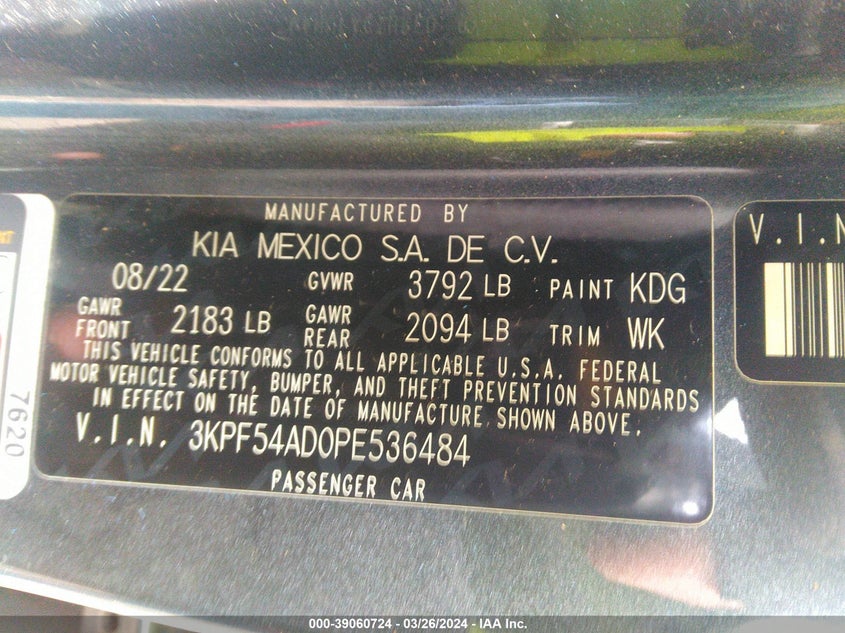 MANUFACTURED BY
KIA MEXICO S.A. DE C.V.
08/22 GVWR 3792 LB PAINT KDG
GAWR FRONT 2183 LB GAWR REAR 2094 LB TRIM WK
THIS VEHICLE CONFORMS TO ALL APPLICABLE U.S.A. FEDERAL
MOTOR VEHICLE SAFETY, BUMPER, AND THEFT PREVENTION STANDARDS
IN EFFECT ON THE DATE OF MANUFACTURE SHOWN ABOVE.
V.I.N. 3KPF54AD0PE536484
PASSENGER CAR
V.I.N
7620
000-39060724 - 03/26/2024 - IAA Inc.